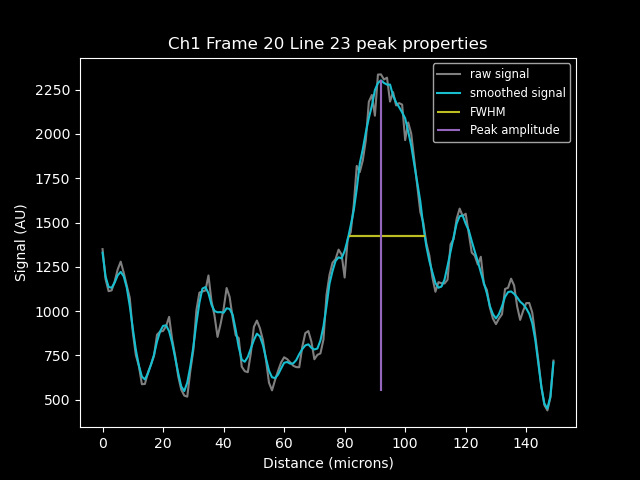 Ch1 Frame 20 Line 23 peak properties
raw signal
smoothed signal
FWHM
Peak amplitude
Signal (AU)
2250
2000
1750
1500
1250
1000
750
500
0 20 40 60 80 100 120 140
Distance (microns)